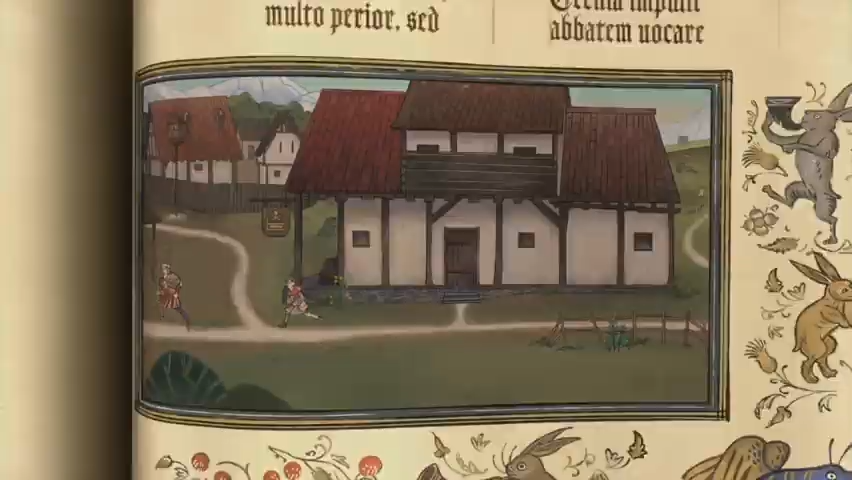 multo perior, sed
abbatem uocare